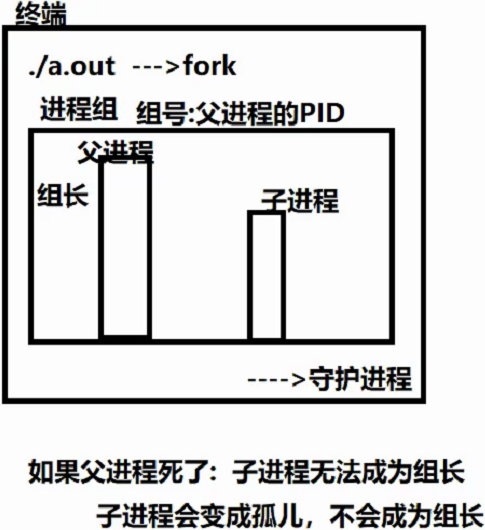 终端
./a.out --->fork
进程组 组号:父进程的PID
父进程
组长
子进程
---->守护进程
如果父进程死了: 子进程无法成为组长
子进程会变成孤儿，不会成为组长